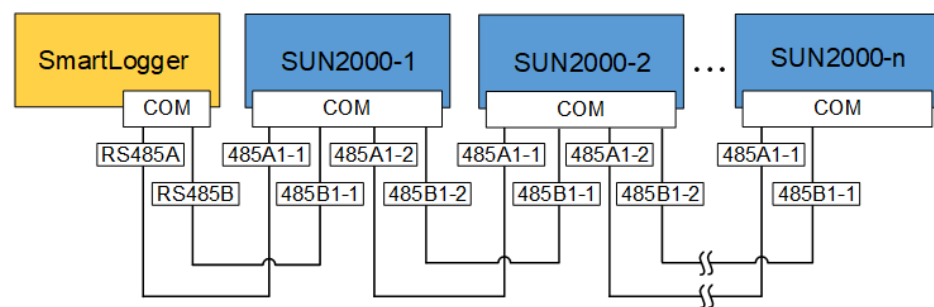 SmartLogger
SUN2000-1
SUN2000-2
...
SUN2000-n
COM
COM
COM
COM
RS485A
485A1-1
485A1-2
485A1-1
485A1-2
485A1-1
RS485B
485B1-1
485B1-2
485B1-1
485B1-2
485B1-1